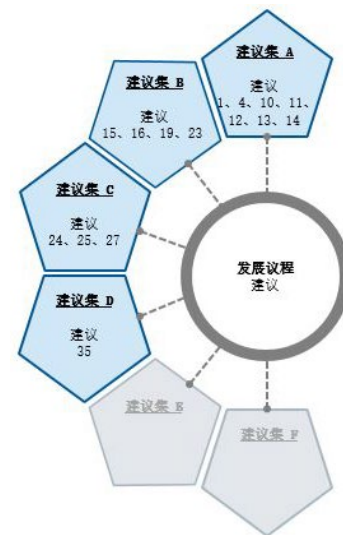 建议集 A
建议
1、4、10、11、
12、13、14
建议集 B
建议
15、16、19、23
建议集 C
建议
24、25、27
发展议程
建议
建议集 D
建议
35
建议集 E
建议集 F